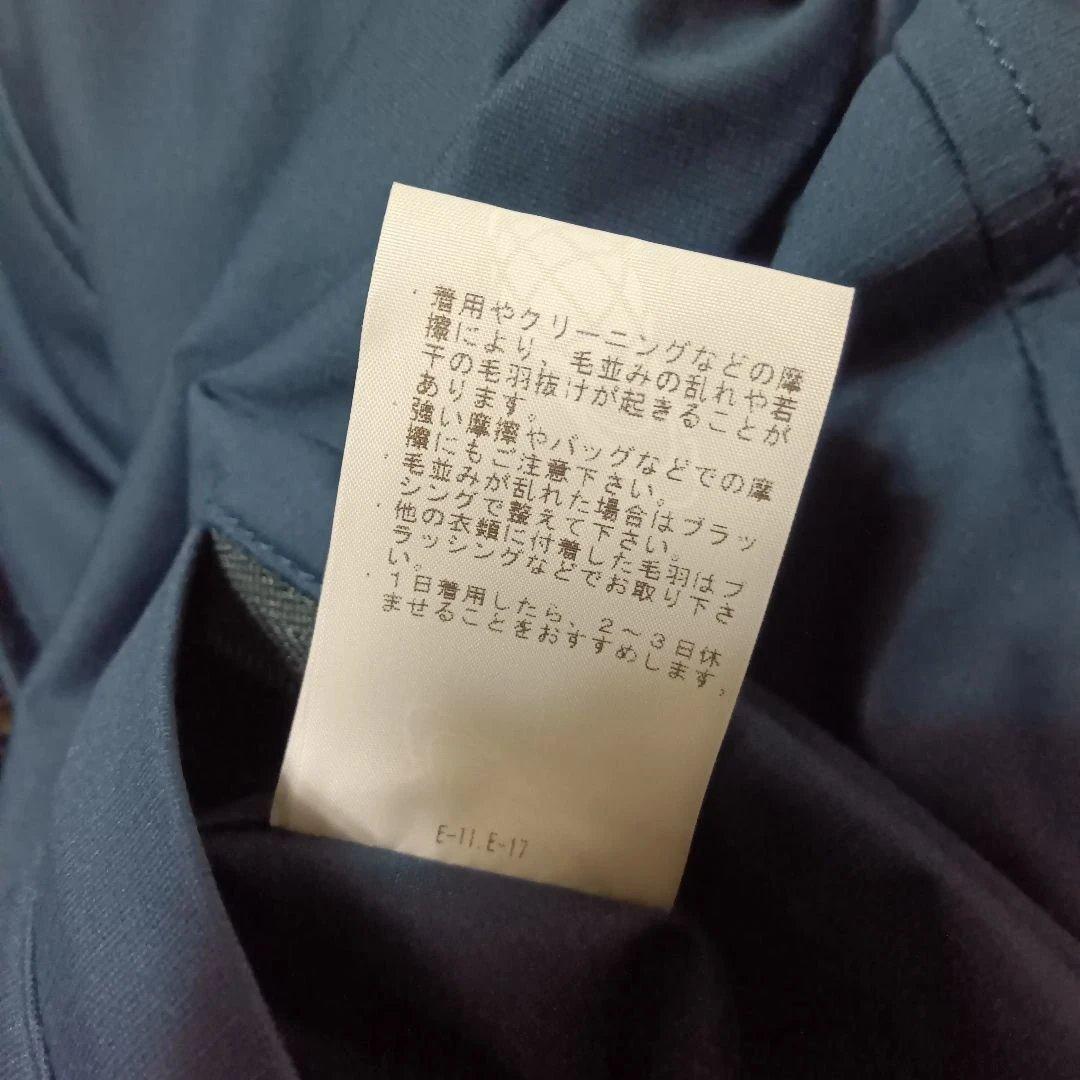 ・着用やクリーニングなどの摩
擦により、毛並みの乱れや若
干の毛羽抜けが起きることが
あります。
強い摩擦やバッグなどでの摩
擦にもご注意下さい。
毛並みが乱れた場合はブラッ
シングで整えて下さい。
他の衣類に付着した毛羽はブ
ラッシングなどでお取り下さ
い。
・1日着用したら、2～3日休
ませることをおすすめします。
E-11.E-17